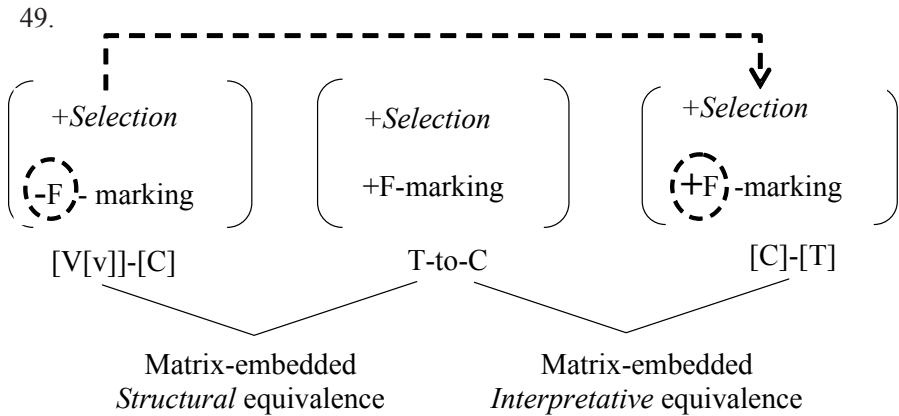 49.
+Selection +Selection +Selection
-F - marking +F-marking +F -marking
[V[v]]-[C] T-to-C [C]-[T]
Matrix-embedded Matrix-embedded
Structural equivalence Interpretative equivalence